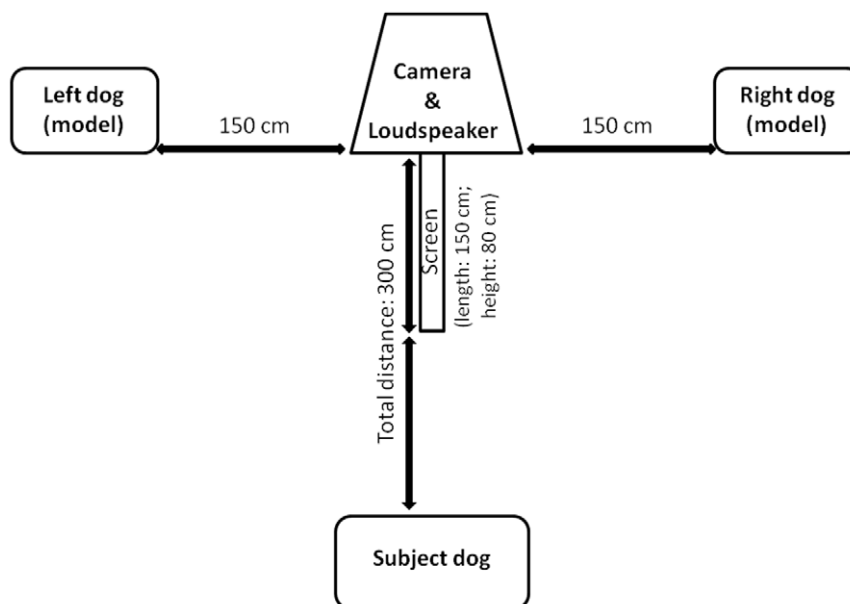 Camera
&
Loudspeaker
Left dog
(model)
Right dog
(model)
150 cm
150 cm
Total distance: 300 cm
Screen
(length: 150 cm;
height: 80 cm)
Subject dog